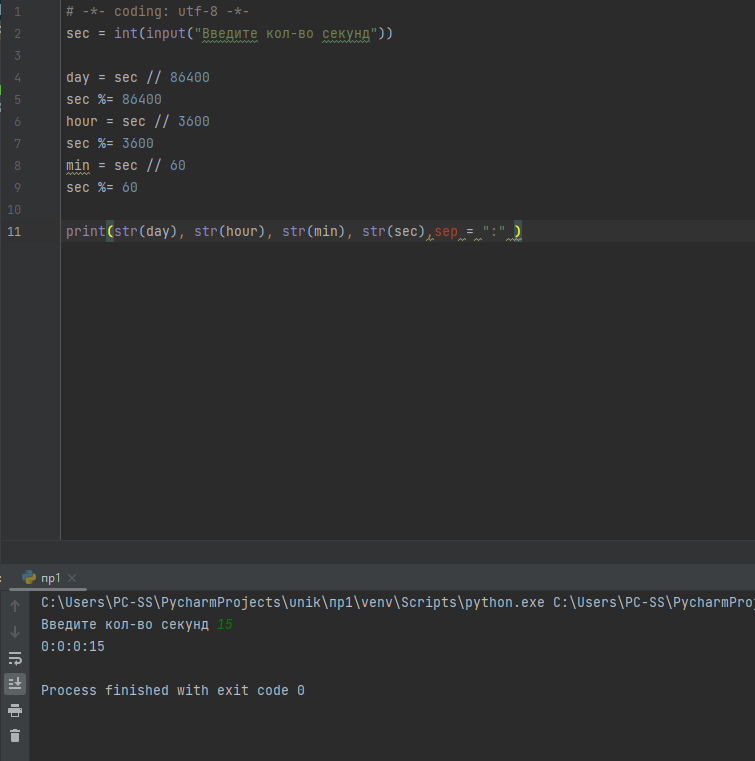 1 # -*- coding: utf-8 -*-
2 sec = int(input("Введите кол-во секунд"))
3
4 day = sec // 86400
5 sec %= 86400
6 hour = sec // 3600
7 sec %= 3600
8 min = sec // 60
9 sec %= 60
10
11 print(str(day), str(hour), str(min), str(sec),sep = ":" )
пр1
C:\Users\PC-SS\PycharmProjects\unik\пр1\venv\Scripts\python.exe C:\Users\PC-SS\PycharmProj
Введите кол-во секунд 15
0:0:0:15
Process finished with exit code 0